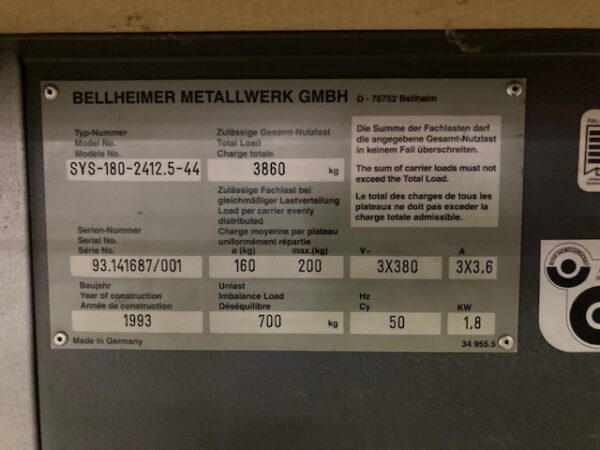 BELLHEIMER METALLWERK GMBH D - 76752 Bellheim
Typ-Nummer
Model No.
Modéle No.
SYS-180-2412.5-44
Zulässige Gesamt-Nutzlast
Total Load
Charge totale
3860 kg
Die Summe der Fachlasten darf
die angegebene Gesamt-Nutzlast
in keinem Fall überschreiten.
The sum of carrier loads must not
exceed the Total Load.
Le total des charges de tous les
plateaux ne doit pas exceder la
charge totale admissible.
Zulässige Fachlast bei
gleichmäßiger Lastverteilung
Load per carrier evenly
distributed
Charge moyenne par plateau
uniformément répartie
Serien-Nummer
Serial No.
Série No.
93.141687/001
ø (kg) max.(kg)
160 200
V~
3X380
A
3X3.6
Baujahr
Year of construction
Année de construction
1993
Unlast
Imbalance Load
Déséquilibre
700 kg
Hz
Cy
50
KW
1.8
Made in Germany
34 955.5